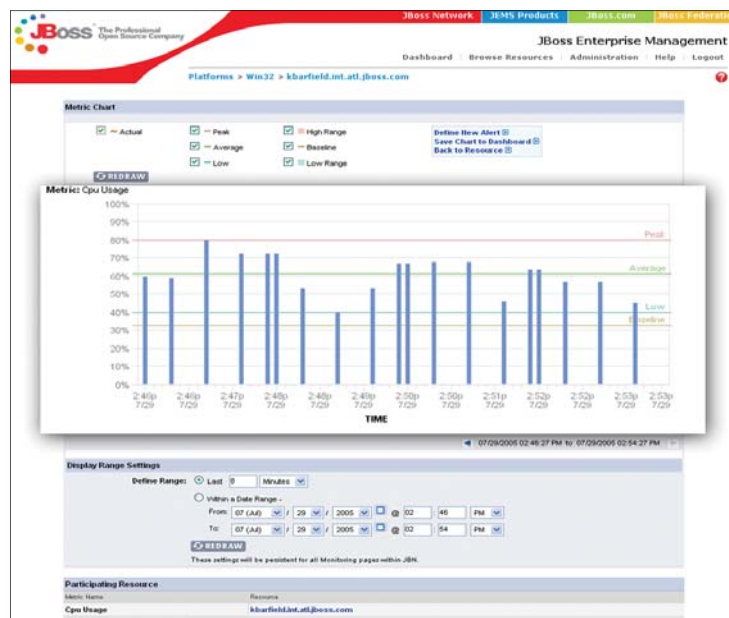 JBoss Network JEMS Products JBoss.com JBoss Federation
JBoss The Professional Open Source Company
JBoss Enterprise Management
Dashboard Browse Resources Administration Help Logout
Platforms > Win32 > kbarfield.int.atl.jboss.com
Metric Chart
Actual Peak High Range Define New Alert
Average Baseline Save Chart to Dashboard
Low Low Range Back to Resource
REDRAW
Metric: Cpu Usage
100%
90%
80%
70%
60%
50%
40%
30%
20%
10%
0%
Peak
Average
Low
Baseline
2:46p 2:46p 2:47p 2:48p 2:48p 2:49p 2:50p 2:50p 2:51p 2:52p 2:52p 2:53p 2:53p
7/29 7/29 7/29 7/29 7/29 7/29 7/29 7/29 7/29 7/29 7/29 7/29 7/29
TIME
07/29/2005 02:46:27 PM to 07/29/2005 02:54:27 PM
Display Range Settings
Define Range: Last 8 Minutes
Within a Date Range -
From: 07 (Jul) / 29 / 2005 @ 02 : 46 PM
To: 07 (Jul) / 29 / 2005 @ 02 : 54 PM
REDRAW
These settings will be persistent for all Monitoring pages within JBN.
Participating Resource
Metric Name Resource
Cpu Usage kbarfield.int.atl.jboss.com